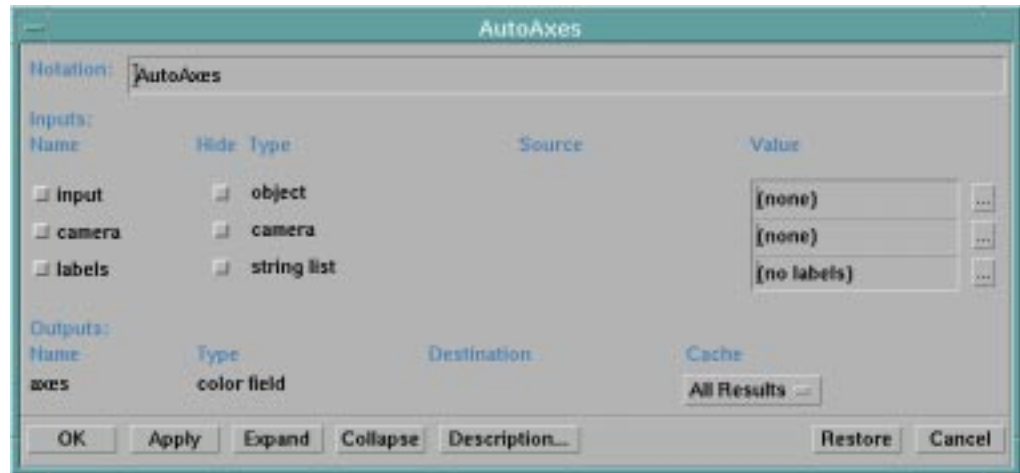 AutoAxes
Notation: AutoAxes
Inputs:
Name Hide Type Source Value
input object (none) ...
camera camera (none) ...
labels string list (no labels) ...
Outputs:
Name Type Destination Cache
axes color field All Results
OK Apply Expand Collapse Description... Restore Cancel